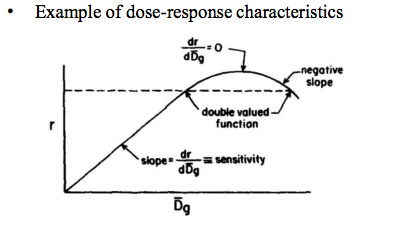 • Example of dose-response characteristics
dr
dD̅g
=0
negative
slope
double valued
function
r
slope= dr ≡ sensitivity
dD̅g
D̅g